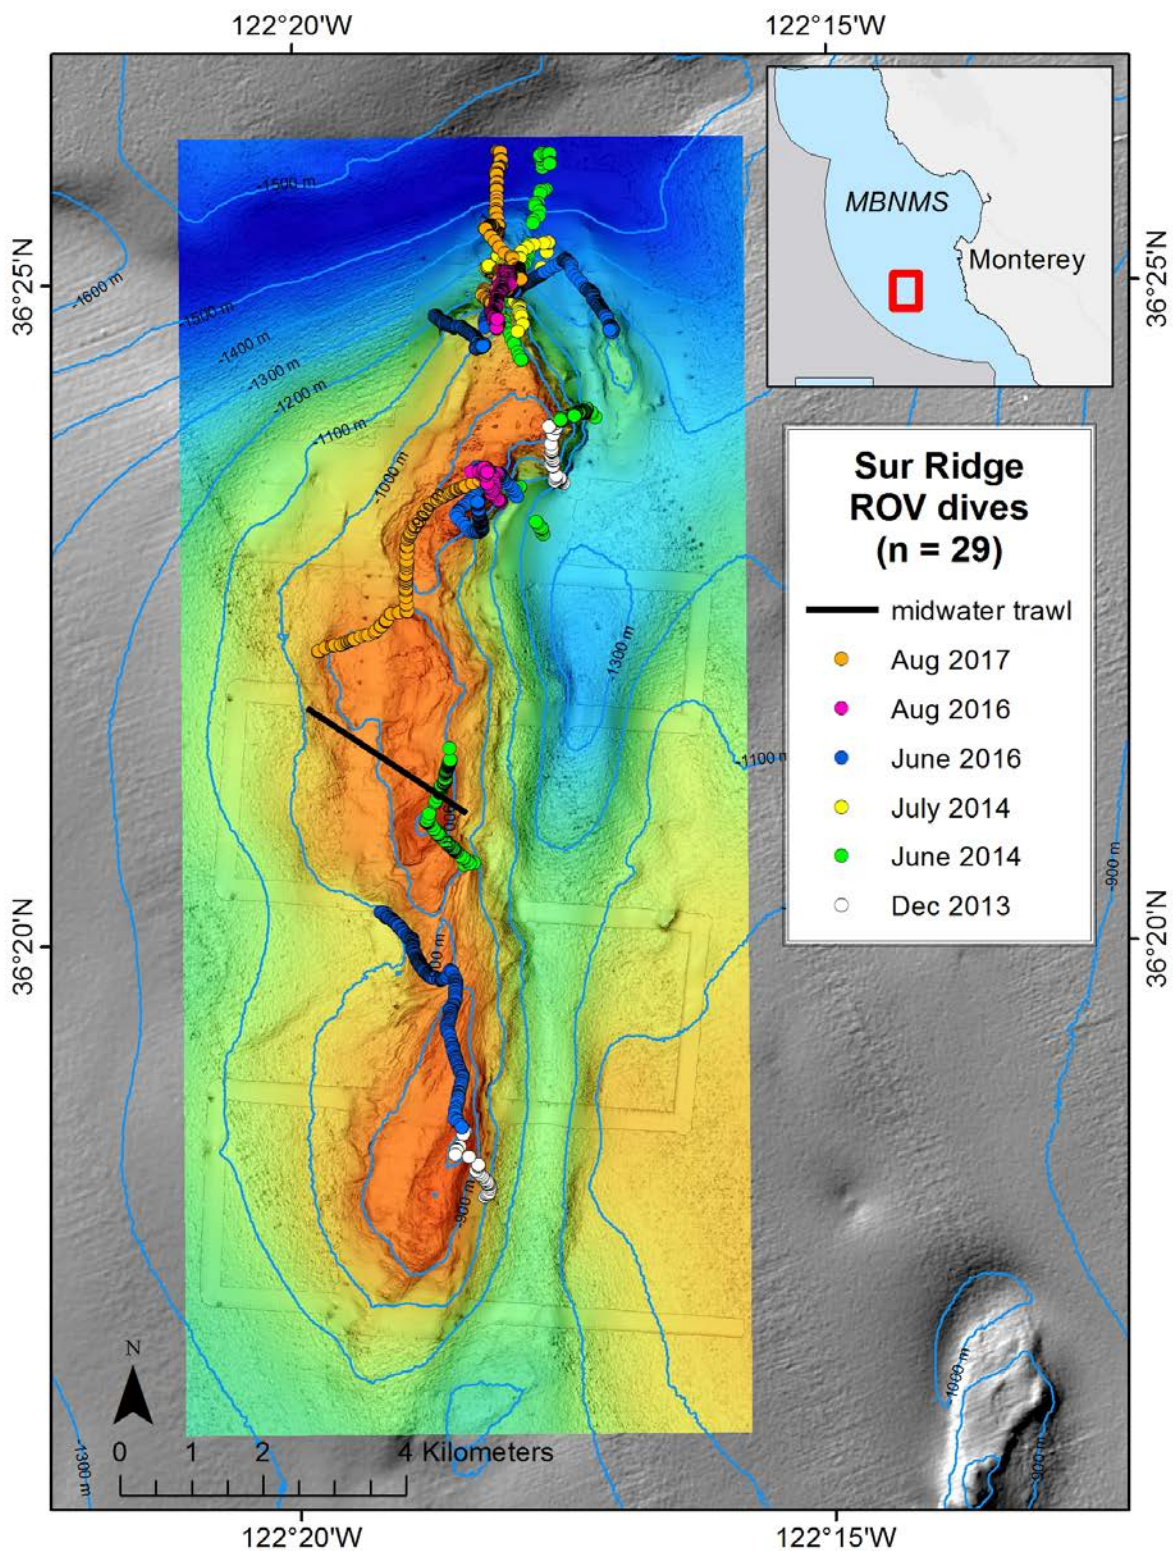 122°20'W
122°15'W
36°25'N
36°25'N
MBNMS
Monterey
-1500 m
-1600 m
-1500 m
-1400 m
-1300 m
-1200 m
-1100 m
-1000 m
-900 m
Sur Ridge
ROV dives
(n = 29)
midwater trawl
Aug 2017
Aug 2016
June 2016
July 2014
June 2014
Dec 2013
1300 m
-1100 m
-900 m
36°20'N
36°20'N
-900 m
-1000 m
-900 m
N
0 1 2 4 Kilometers
-1300 m
122°20'W
122°15'W